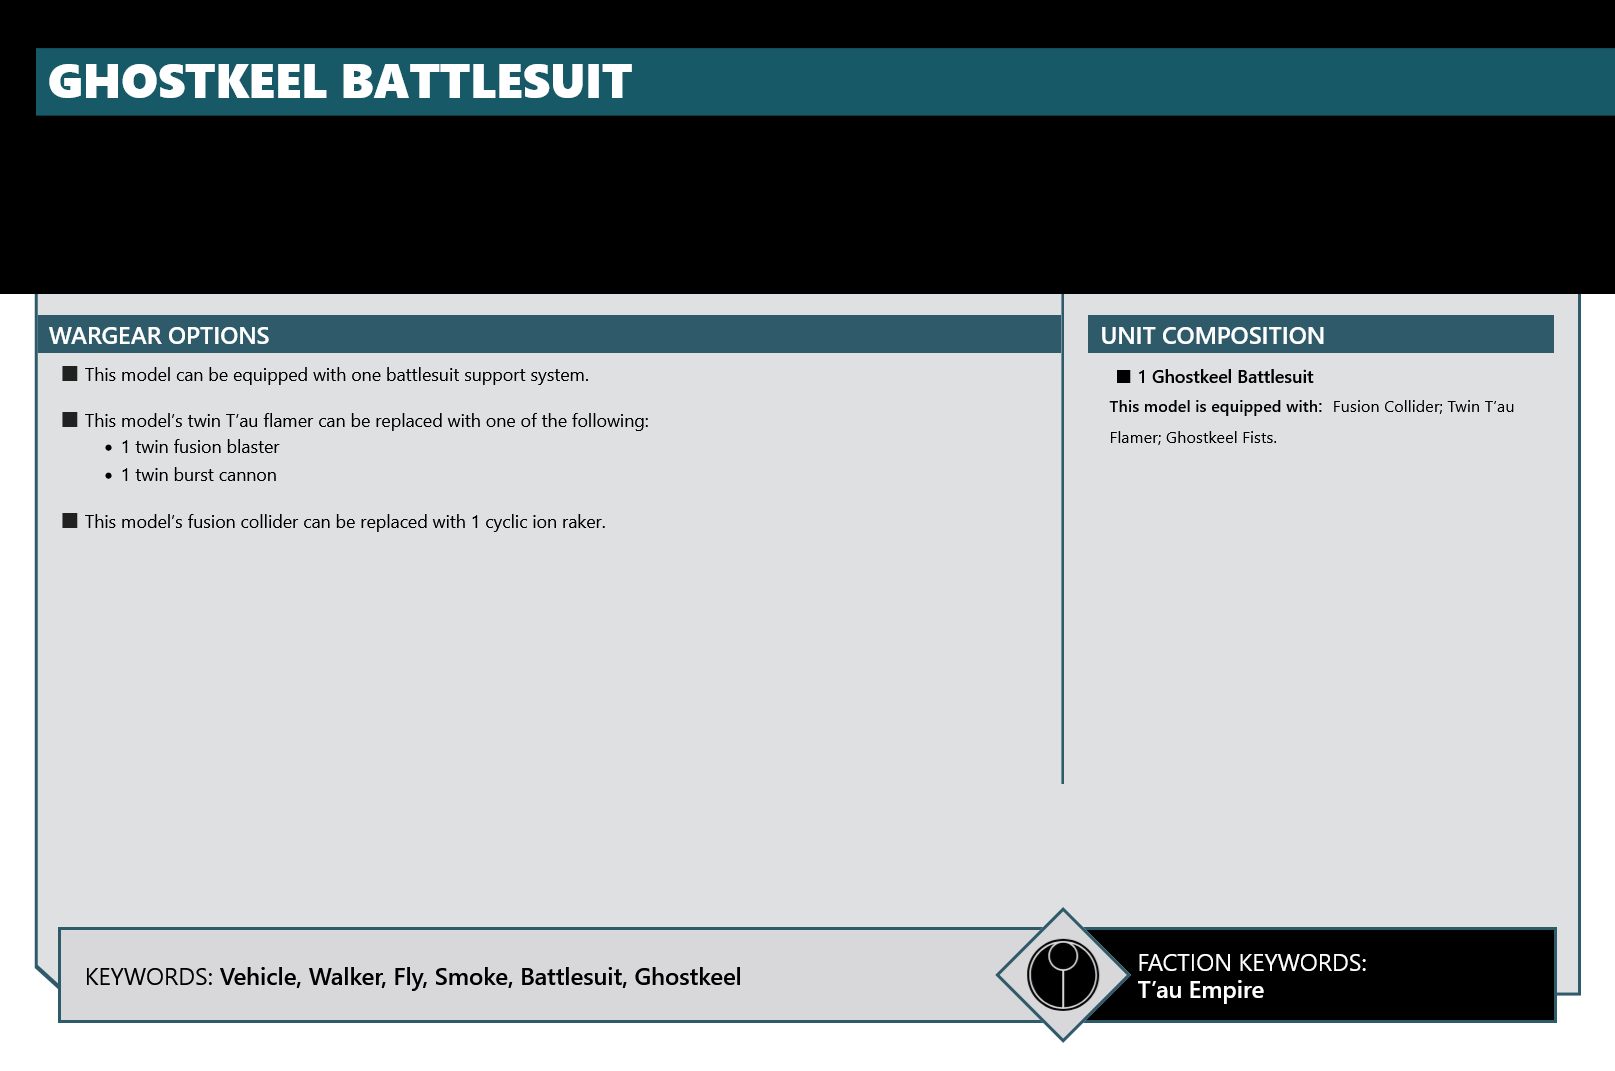 GHOSTKEEL BATTLESUIT
WARGEAR OPTIONS
■ This model can be equipped with one battlesuit support system.
■ This model’s twin T’au flamer can be replaced with one of the following:
• 1 twin fusion blaster
• 1 twin burst cannon
■ This model’s fusion collider can be replaced with 1 cyclic ion raker.
UNIT COMPOSITION
■ 1 Ghostkeel Battlesuit
This model is equipped with: Fusion Collider; Twin T’au
Flamer; Ghostkeel Fists.
KEYWORDS: Vehicle, Walker, Fly, Smoke, Battlesuit, Ghostkeel
FACTION KEYWORDS:
T’au Empire